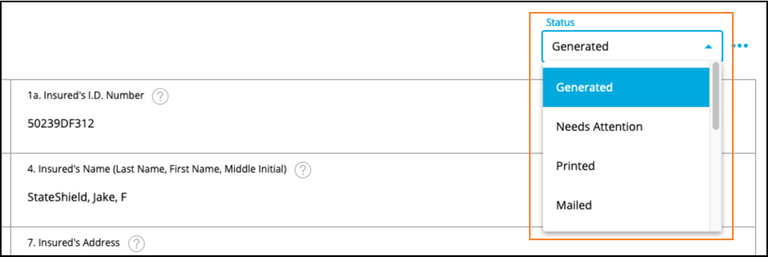 Status
Generated
Generated
Needs Attention
Printed
Mailed
1a. Insured's I.D. Number ?
50239DF312
4. Insured's Name (Last Name, First Name, Middle Initial) ?
StateShield, Jake, F
7. Insured's Address ?